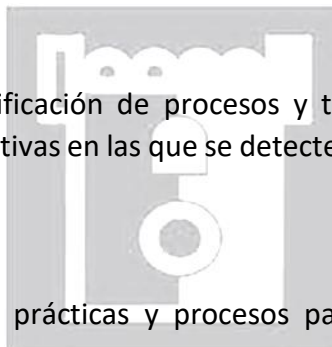 ificación de procesos y t
tivas en las que se detecte
prácticas y procesos pa